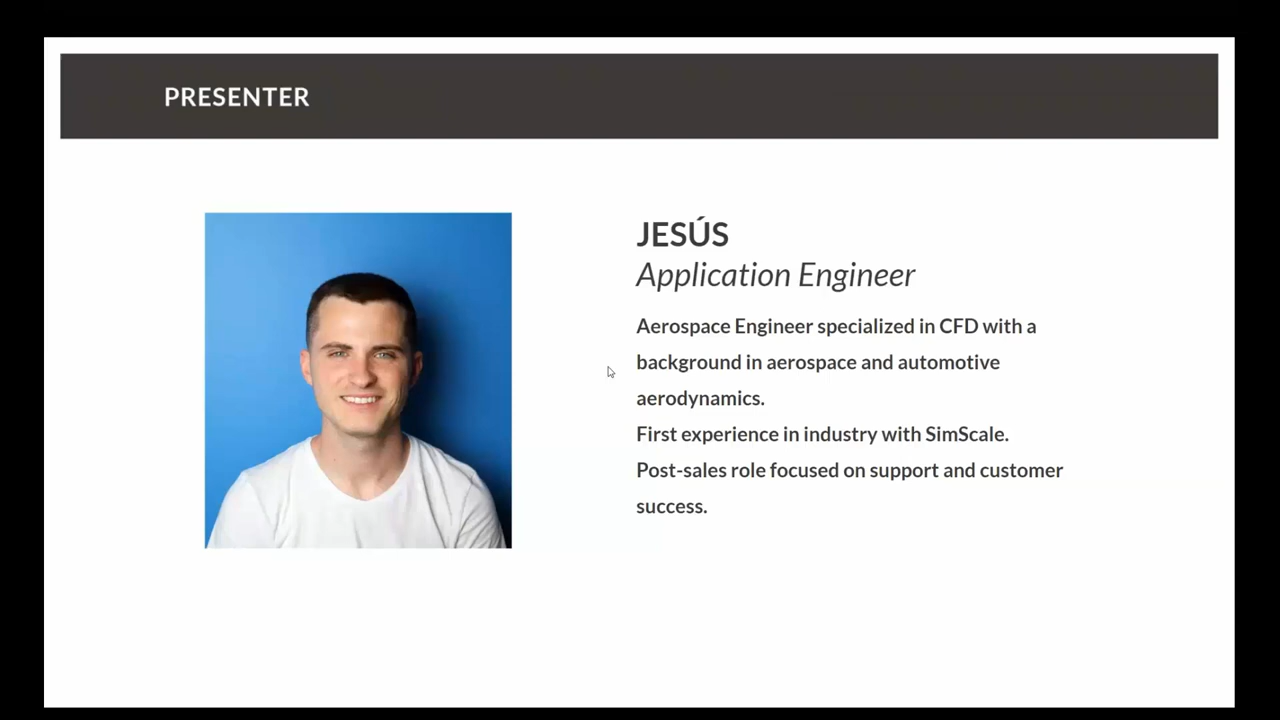 PRESENTER
JESÚS
Application Engineer
Aerospace Engineer specialized in CFD with a
background in aerospace and automotive
aerodynamics.
First experience in industry with SimScale.
Post-sales role focused on support and customer
success.